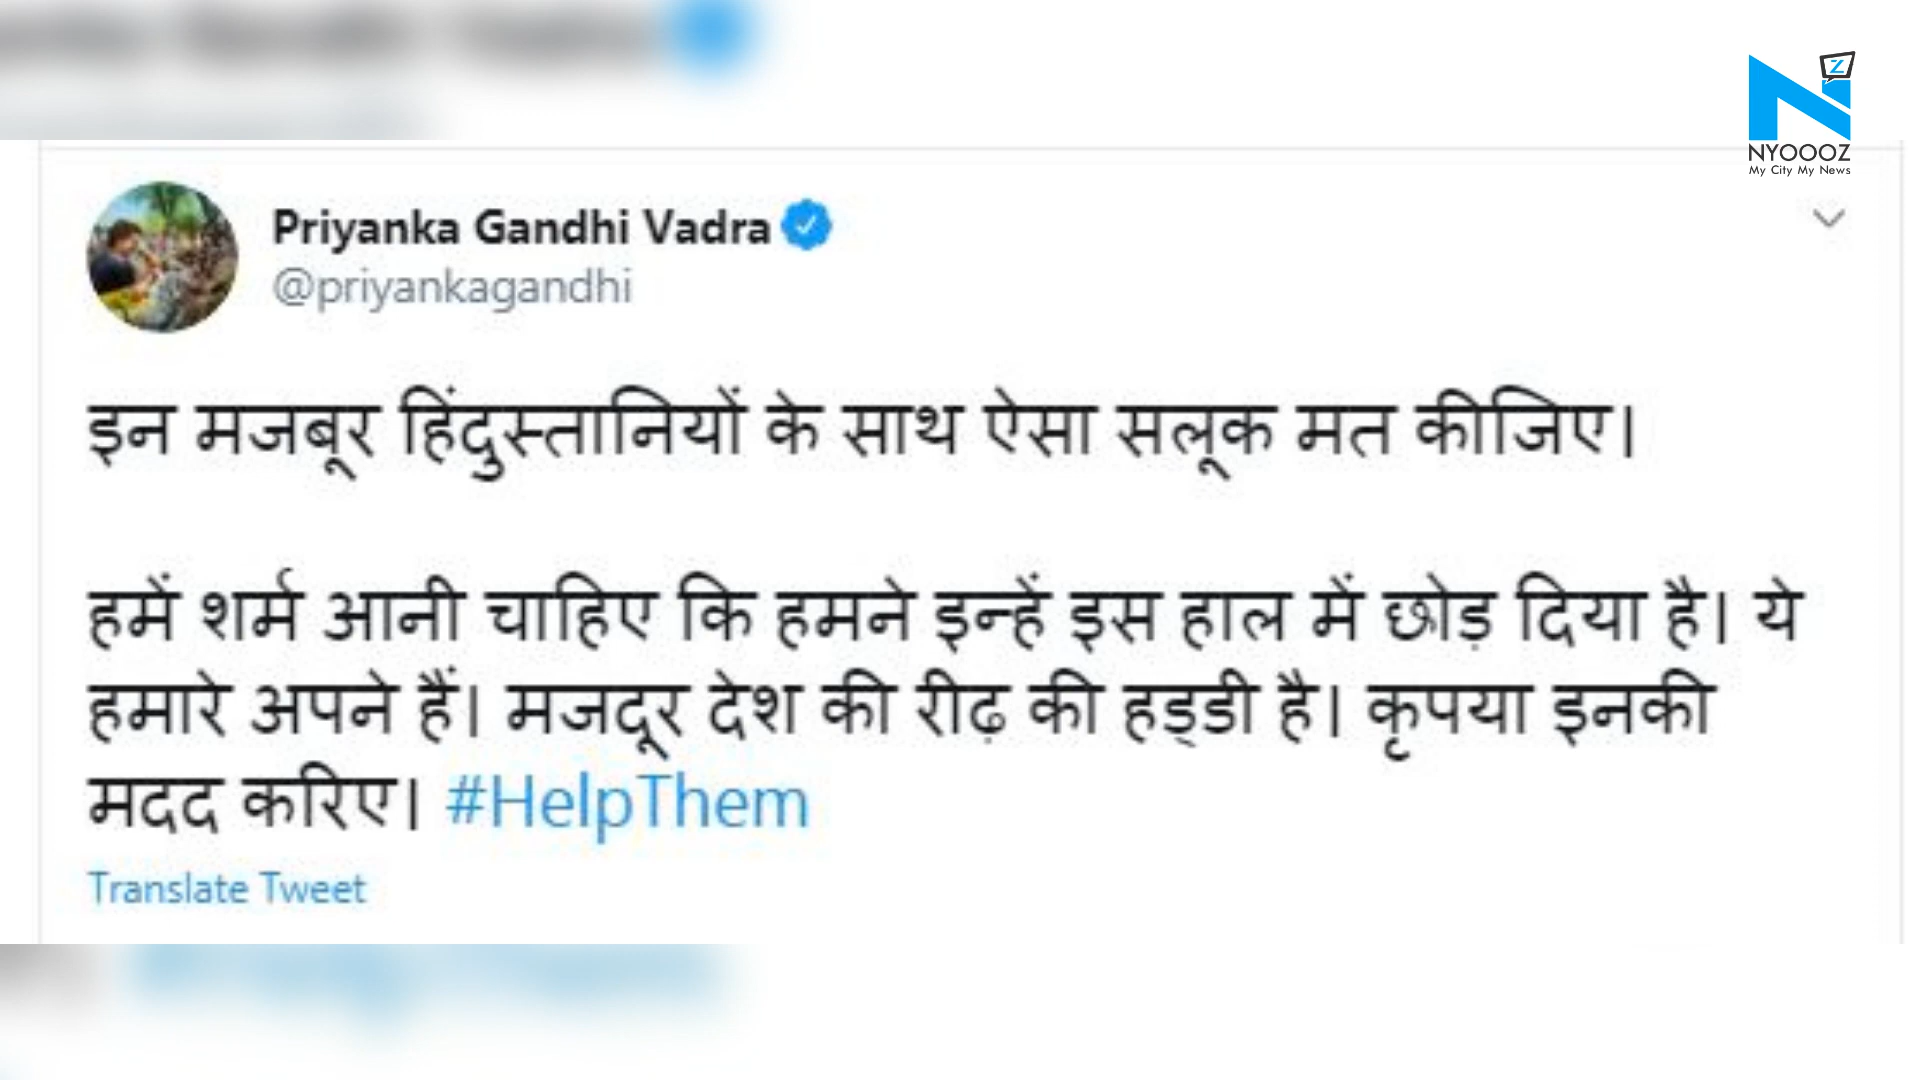 NYOOOZ
My City My News
Priyanka Gandhi Vadra
@priyankagandhi
इन मजबूर हिंदुस्तानियों के साथ ऐसा सलूक मत कीजिए।
हमें शर्म आनी चाहिए कि हमने इन्हें इस हाल में छोड़ दिया है। ये
हमारे अपने हैं। मजदूर देश की रीढ़ की हड्डी है। कृपया इनकी
मदद करिए। #HelpThem
Translate Tweet